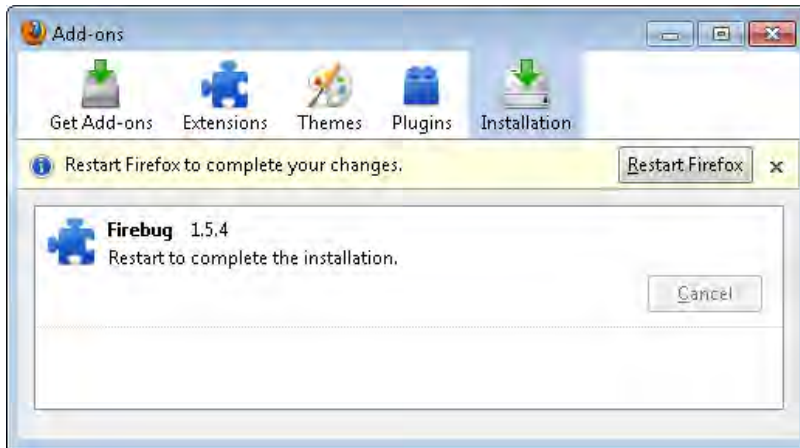 Add-ons
Get Add-ons Extensions Themes Plugins Installation
Restart Firefox to complete your changes. Restart Firefox
Firebug 1.5.4
Restart to complete the installation.
Cancel